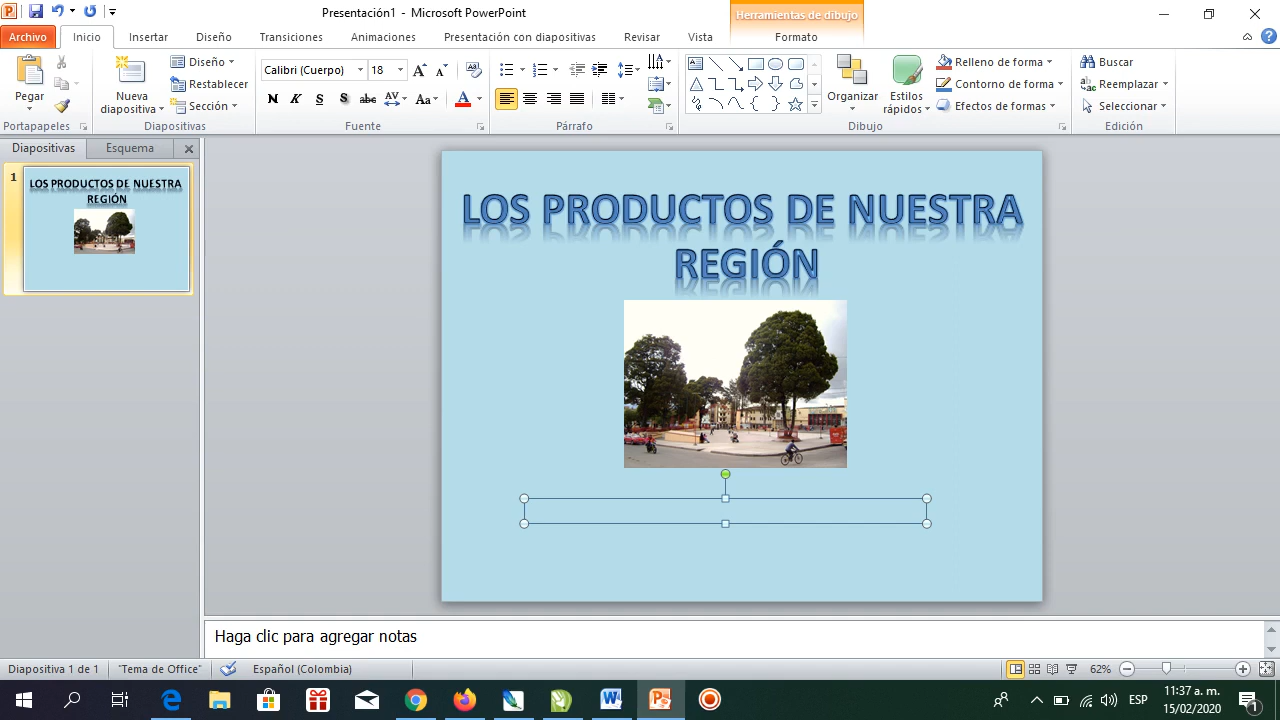 Presentación1 - Microsoft PowerPoint
Herramientas de dibujo
Archivo Inicio Insertar Diseño Transiciones Animaciones Presentación con diapositivas Revisar Vista Formato
Pegar
Portapapeles
Nueva diapositiva
Diseño
Restablecer
Sección
Diapositivas
Calibri (Cuerpo) 18
N K S S abc AV Aa A
Fuente
Párrafo
Organizar
Estilos rápidos
Relleno de forma
Contorno de forma
Efectos de formas
Dibujo
Buscar
Reemplazar
Seleccionar
Edición
Diapositivas Esquema
1
LOS PRODUCTOS DE NUESTRA
REGIÓN
LOS PRODUCTOS DE NUESTRA
REGIÓN
Haga clic para agregar notas
Diapositiva 1 de 1 "Tema de Office" Español (Colombia) 62%
ESP
11:37 a. m.
15/02/2020
1